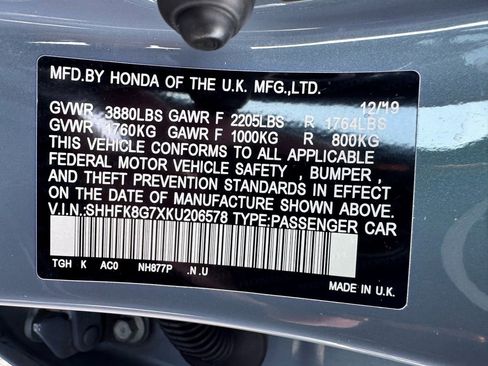 MFD.BY HONDA OF THE U.K. MFG.,LTD.
12/19
GVWR 3880LBS GAWR F 2205LBS R 1764LBS
GVWR 1760KG GAWR F 1000KG R 800KG
THIS VEHICLE CONFORMS TO ALL APPLICABLE
FEDERAL MOTOR VEHICLE SAFETY , BUMPER ,
AND THEFT PREVENTION STANDARDS IN EFFECT
ON THE DATE OF MANUFACTURE SHOWN ABOVE.
V.I.N.:SHHFK8G7XKU206578 TYPE:PASSENGER CAR
TGH K AC0 NH877P .N.U
MADE IN U.K.